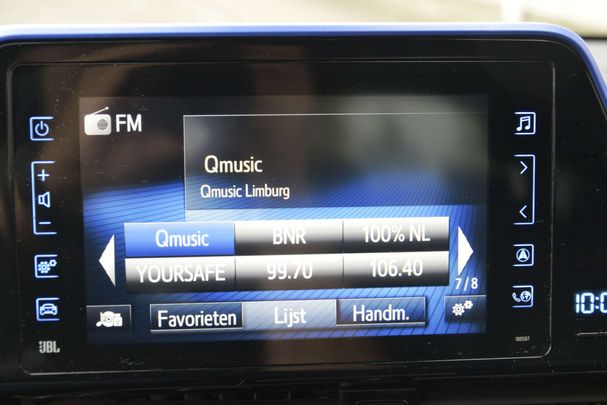 FM
Qmusic
Qmusic Limburg
Qmusic BNR 100% NL
YOURSAFE 99.70 106.40
7/8
Favorieten Lijst Handm.
JBL
100587